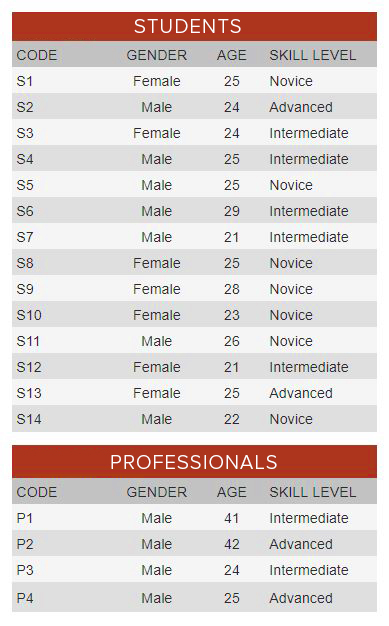 STUDENTS
CODE GENDER AGE SKILL LEVEL
S1 Female 25 Novice
S2 Male 24 Advanced
S3 Female 24 Intermediate
S4 Male 25 Intermediate
S5 Male 25 Novice
S6 Male 29 Intermediate
S7 Male 21 Intermediate
S8 Female 25 Novice
S9 Female 28 Novice
S10 Female 23 Novice
S11 Male 26 Novice
S12 Female 21 Intermediate
S13 Female 25 Advanced
S14 Male 22 Novice
PROFESSIONALS
CODE GENDER AGE SKILL LEVEL
P1 Male 41 Intermediate
P2 Male 42 Advanced
P3 Male 24 Intermediate
P4 Male 25 Advanced